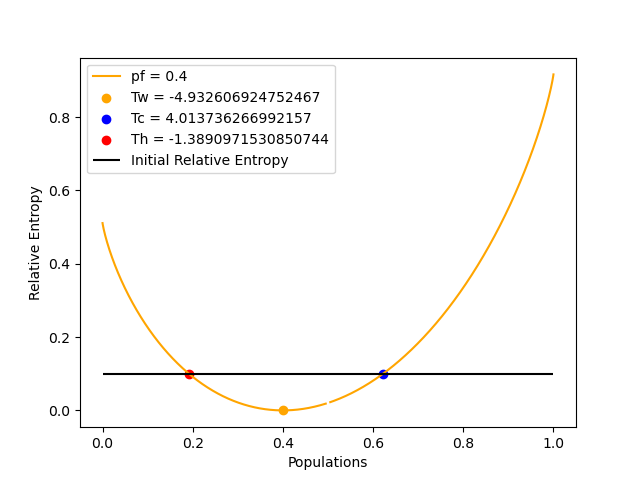 pf = 0.4
Tw = -4.932606924752467
Tc = 4.013736266992157
Th = -1.3890971530850744
Initial Relative Entropy
Relative Entropy
0.8
0.6
0.4
0.2
0.0
0.0 0.2 0.4 0.6 0.8 1.0
Populations